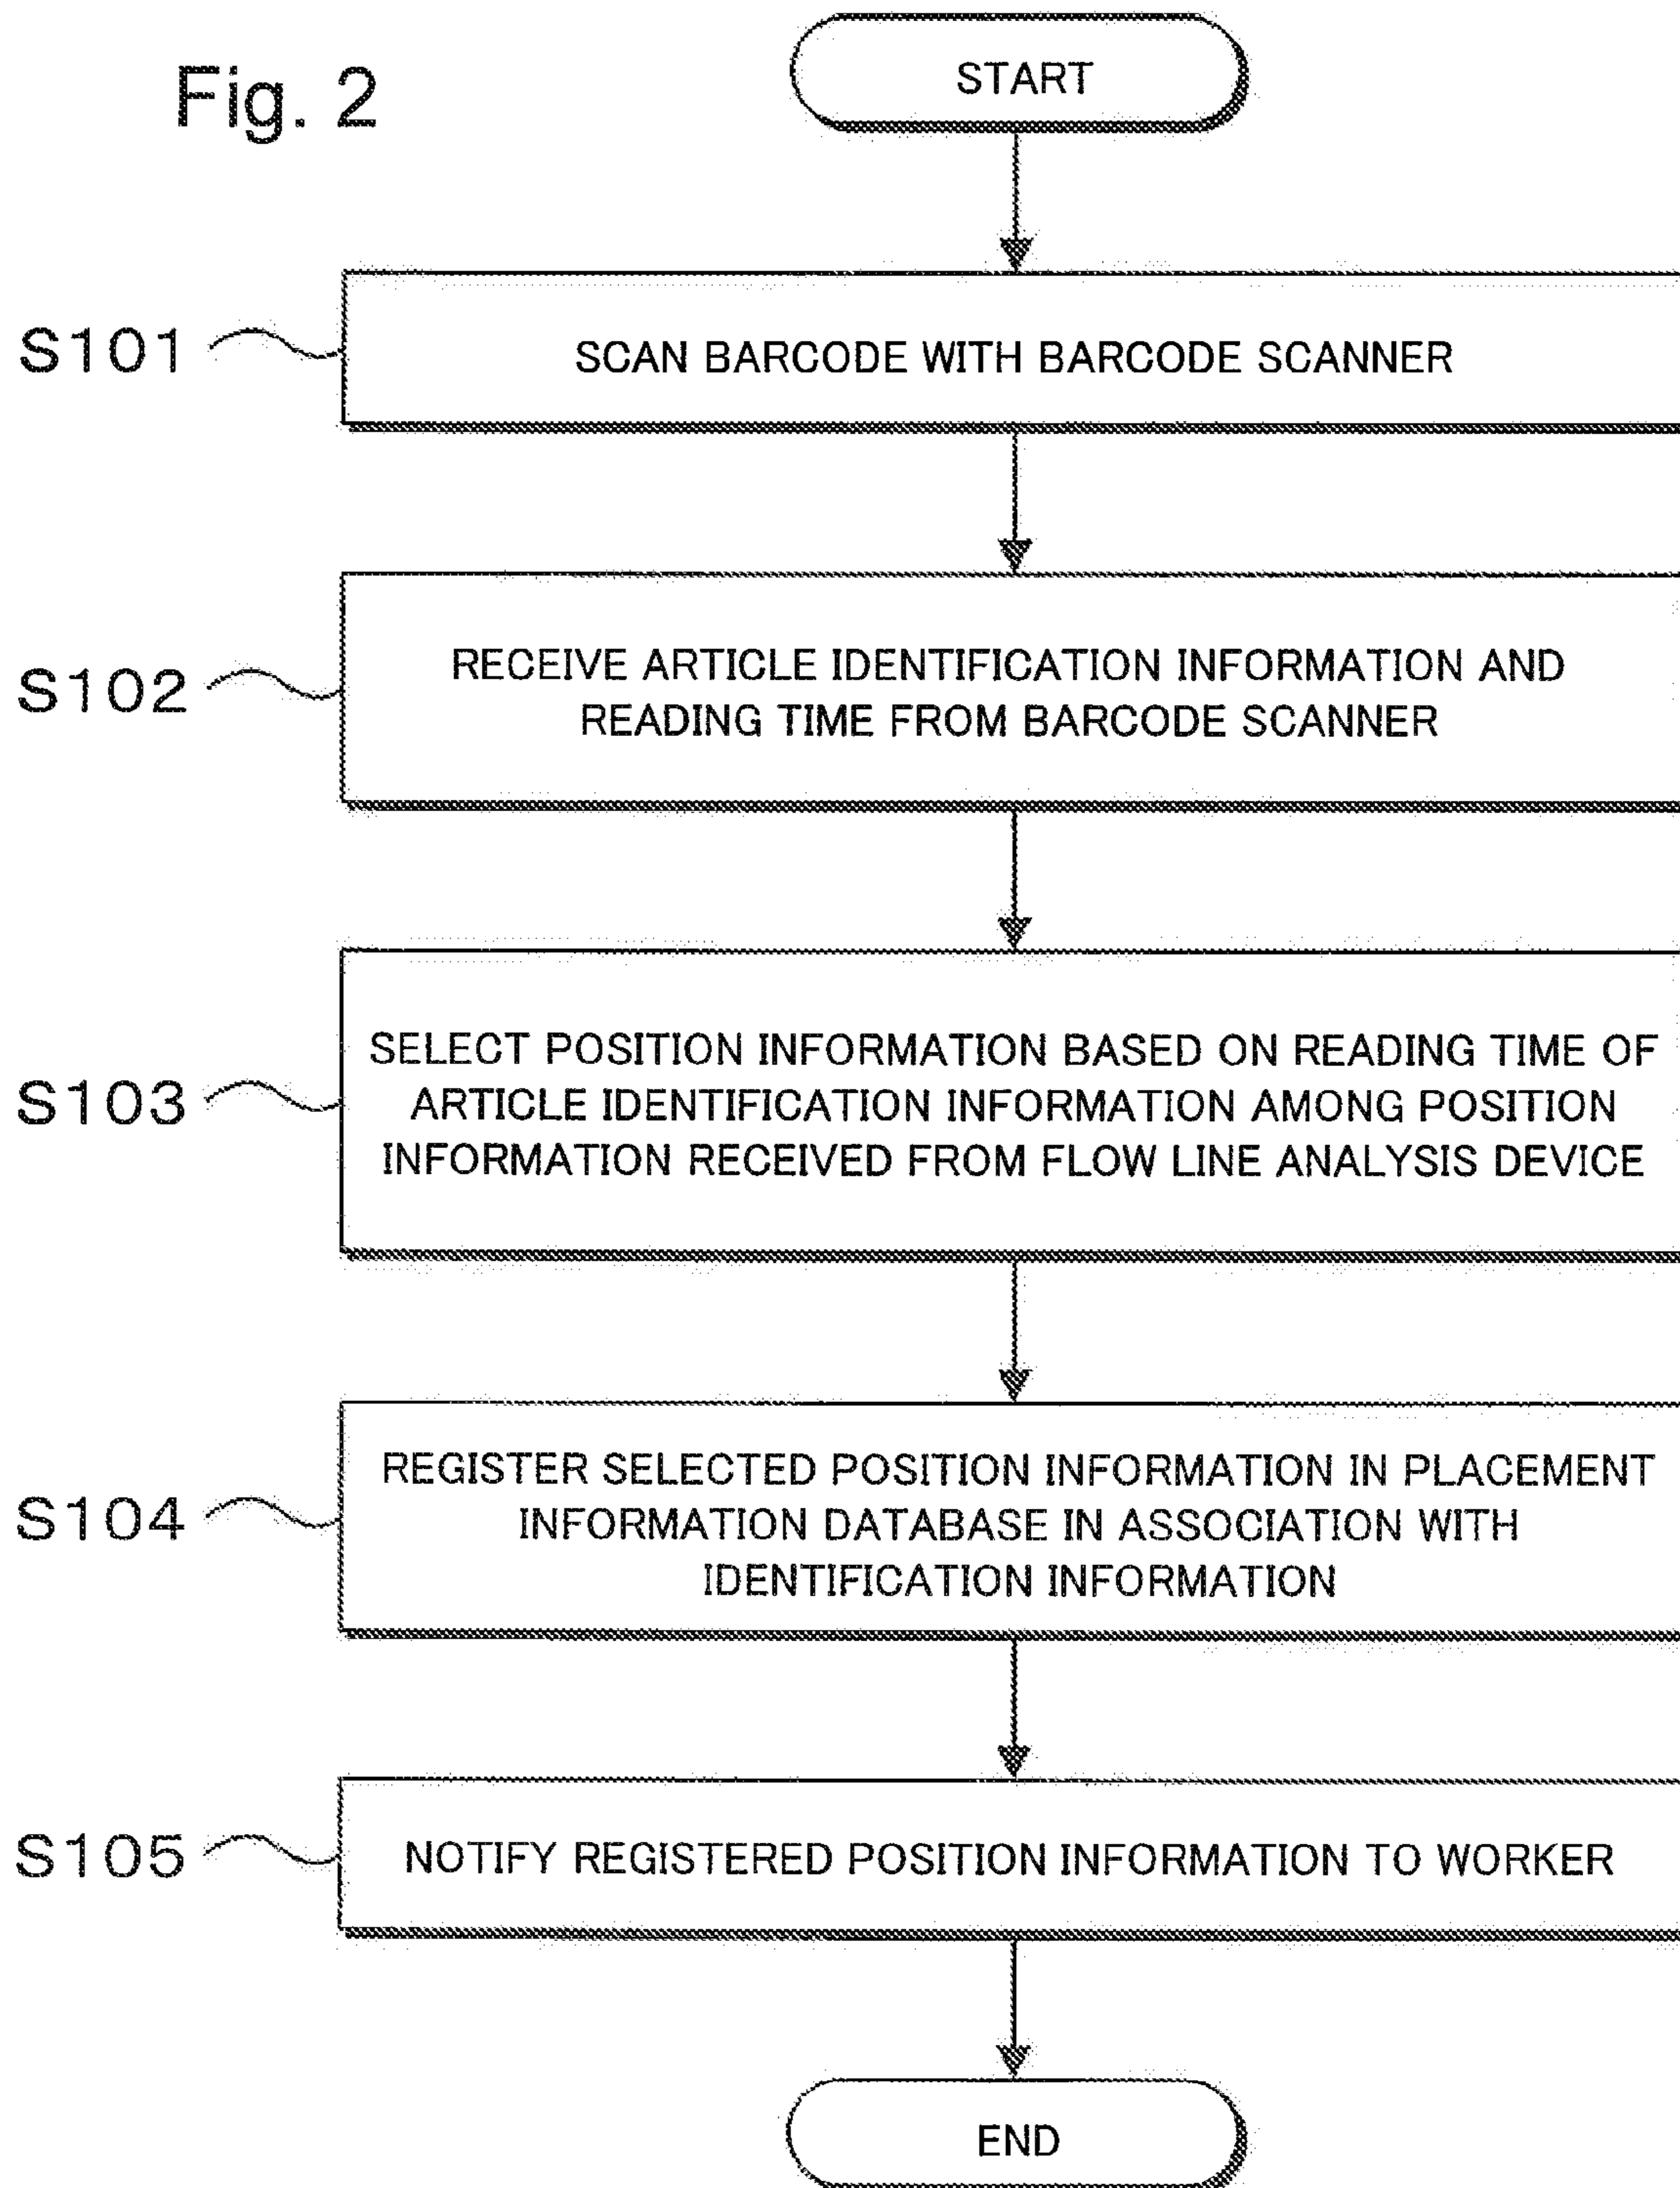 Fig. 2
START
S101
SCAN BARCODE WITH BARCODE SCANNER
S102
RECEIVE ARTICLE IDENTIFICATION INFORMATION AND
READING TIME FROM BARCODE SCANNER
S103
SELECT POSITION INFORMATION BASED ON READING TIME OF
ARTICLE IDENTIFICATION INFORMATION AMONG POSITION
INFORMATION RECEIVED FROM FLOW LINE ANALYSIS DEVICE
S104
REGISTER SELECTED POSITION INFORMATION IN PLACEMENT
INFORMATION DATABASE IN ASSOCIATION WITH
IDENTIFICATION INFORMATION
S105
NOTIFY REGISTERED POSITION INFORMATION TO WORKER
END